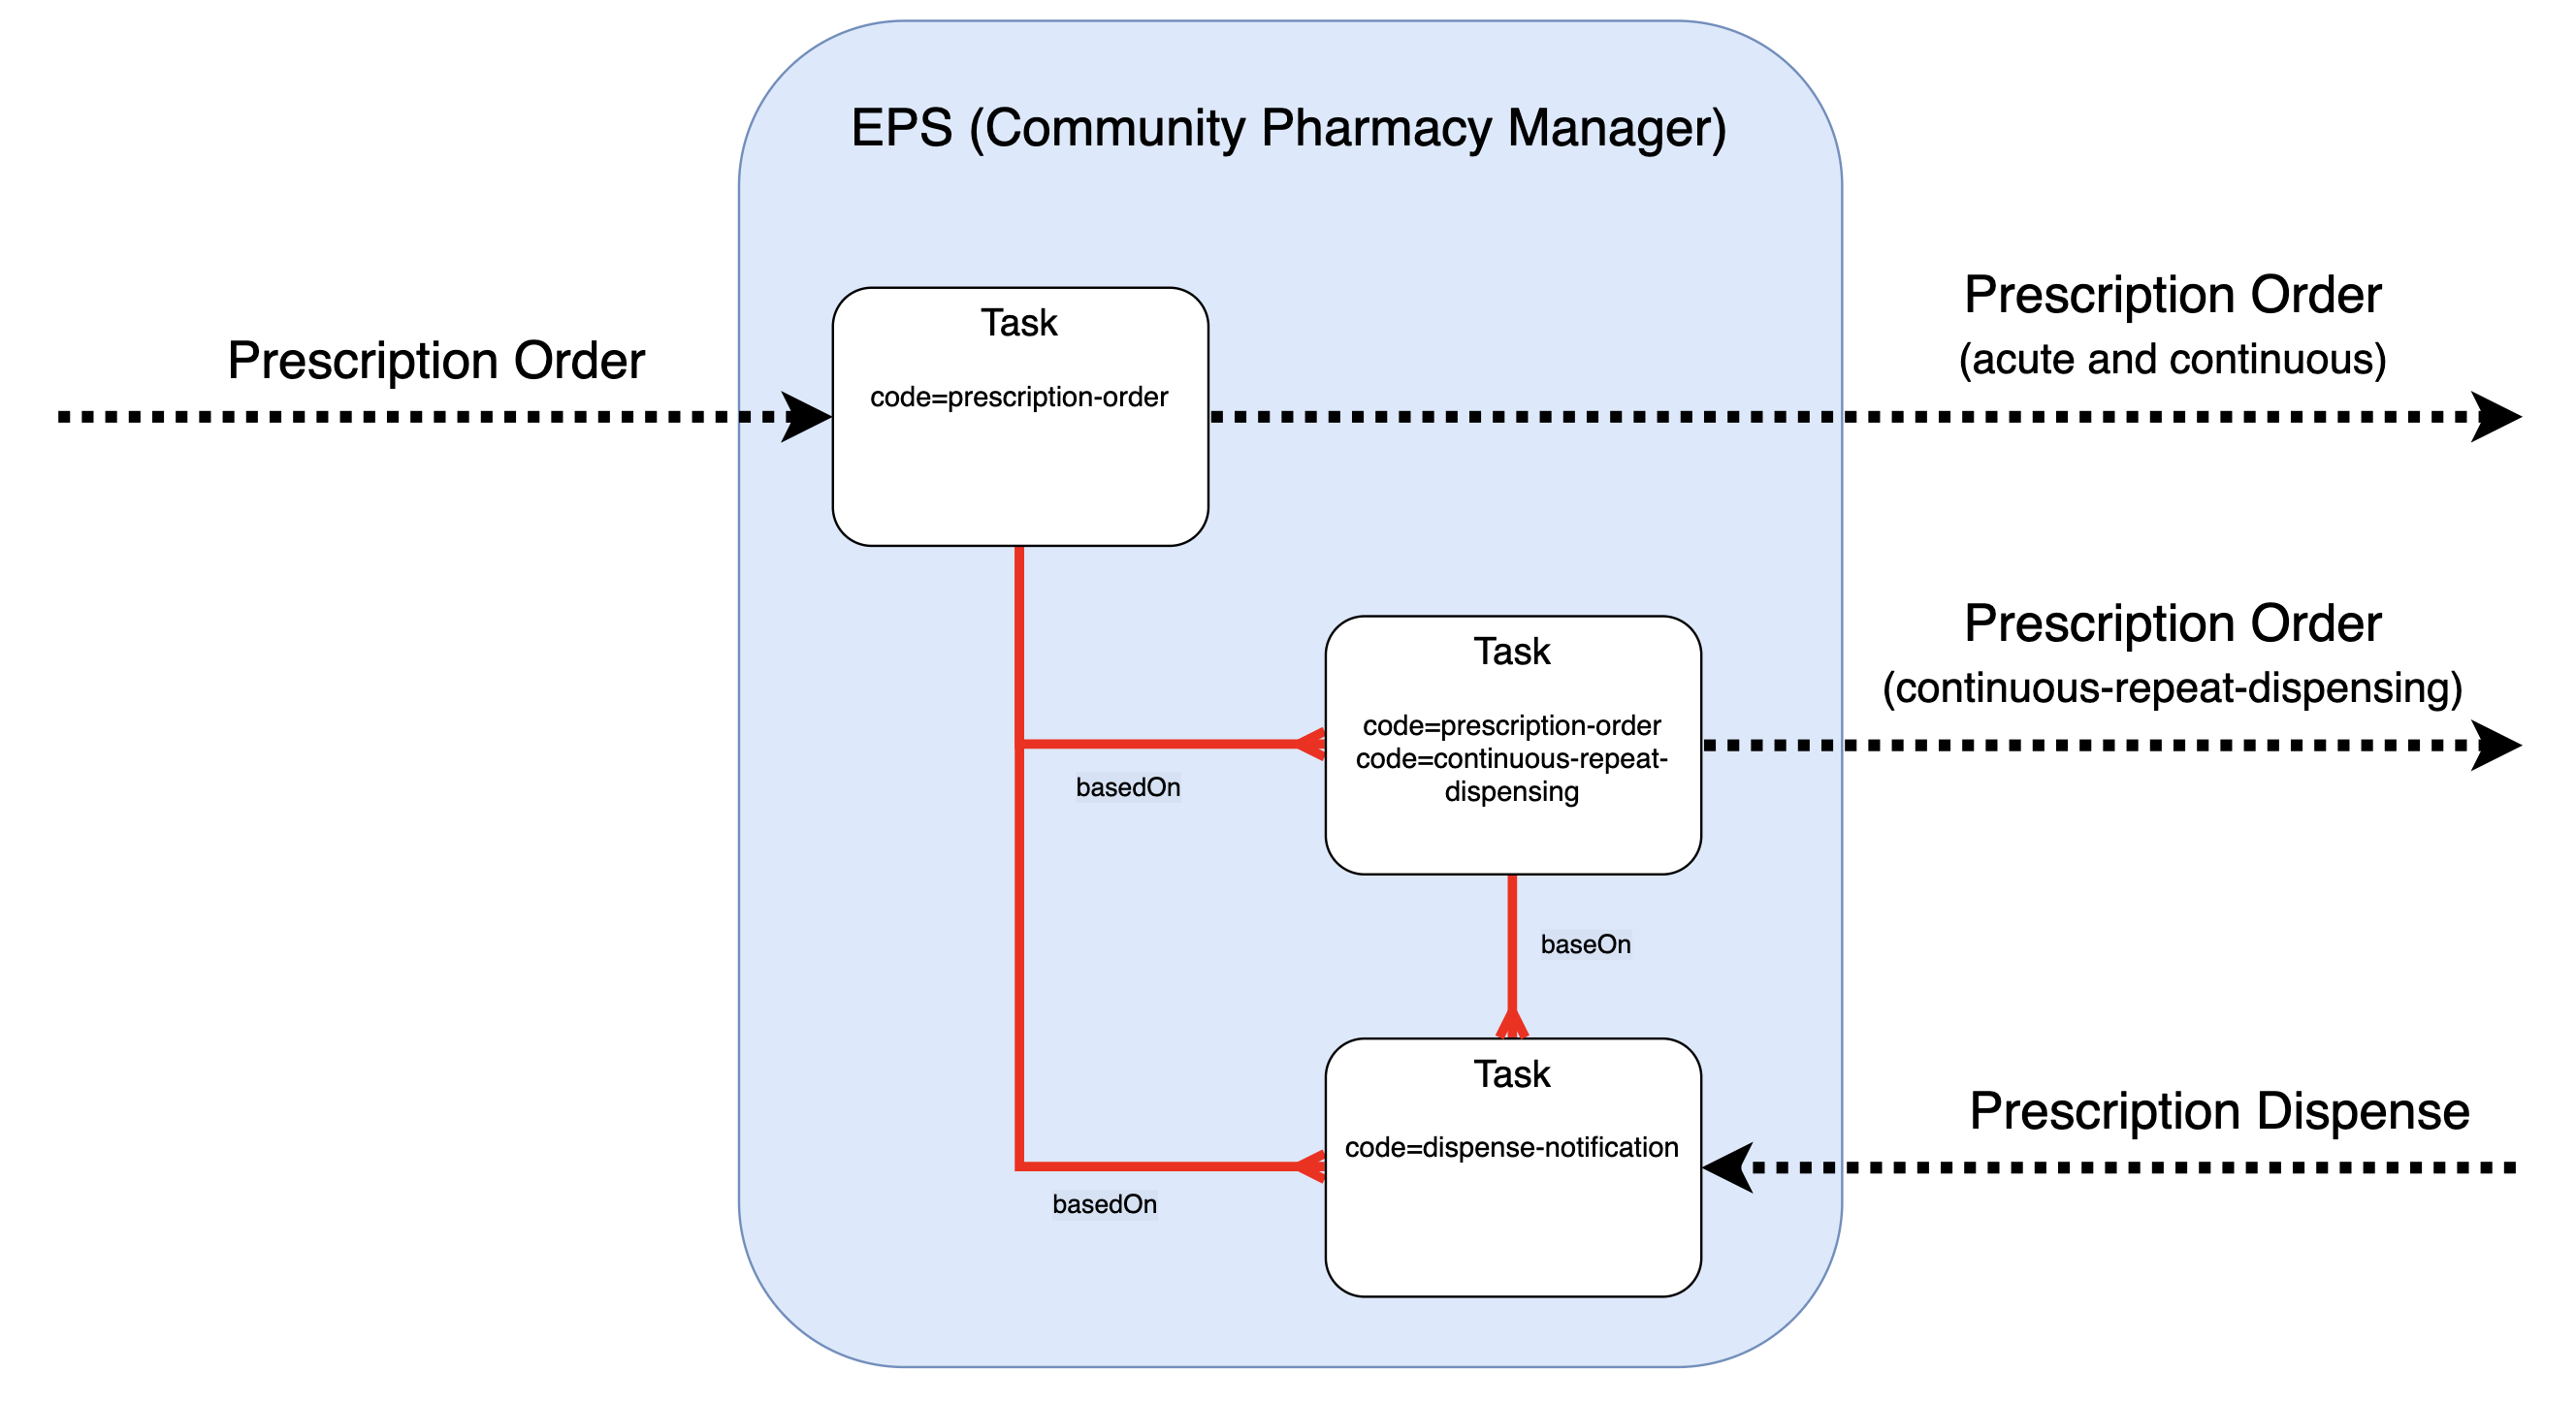 EPS (Community Pharmacy Manager)
Prescription Order
Task
code=prescription-order
Prescription Order
(acute and continuous)
basedOn
Task
code=prescription-order
code=continuous-repeat-
dispensing
Prescription Order
(continuous-repeat-dispensing)
baseOn
basedOn
Task
code=dispense-notification
Prescription Dispense